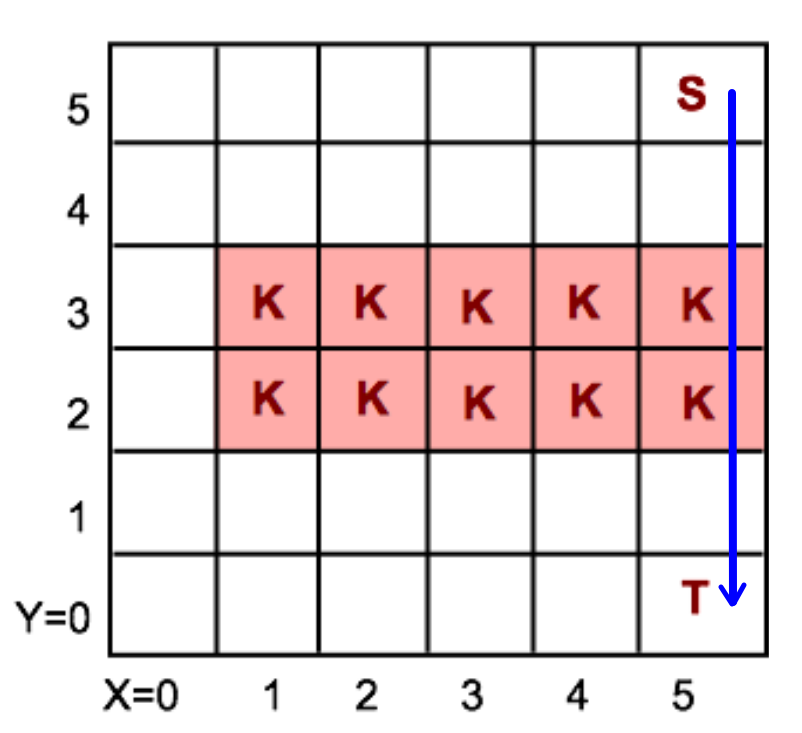 5 S
4
3 K K K K K
2 K K K K K
1
Y=0 T
X=0 1 2 3 4 5